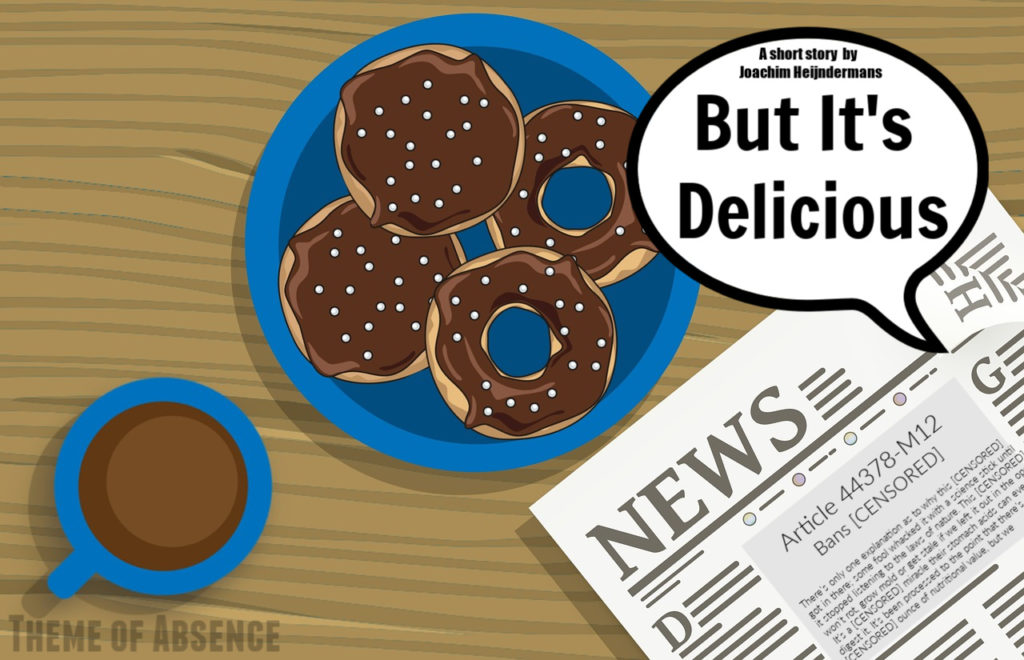 A short story by
Joachim Heijndermans
But It's
Delicious
NEWS
Article 44378-M12
Bans [CENSORED]
G
There's only one explanation as to why this [CENSORED]
got in there; some fool whacked it with a science stick until
it stopped listening to the laws of nature. This [CENSORED]
won't rot, grow mold or get stale if we left it out in the
It's a [CENSORED] miracle their stomach acids can
digest it. It's been processed to the point that there's
[CENSORED] ounce of nutritional value, but we
D
THEME OF ABSENCE